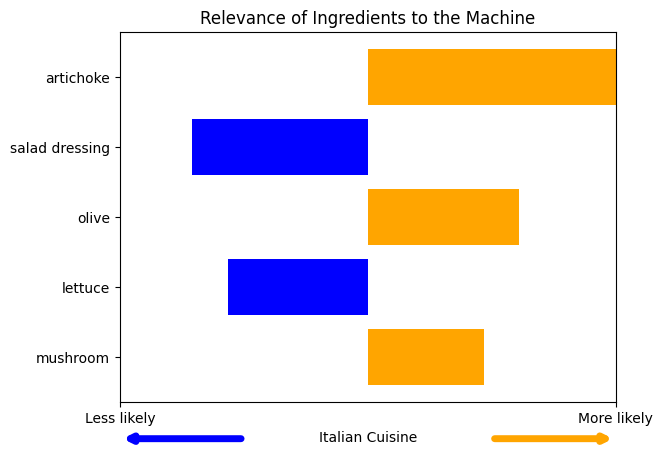 Relevance of Ingredients to the Machine
artichoke
salad dressing
olive
lettuce
mushroom
Less likely
More likely
Italian Cuisine